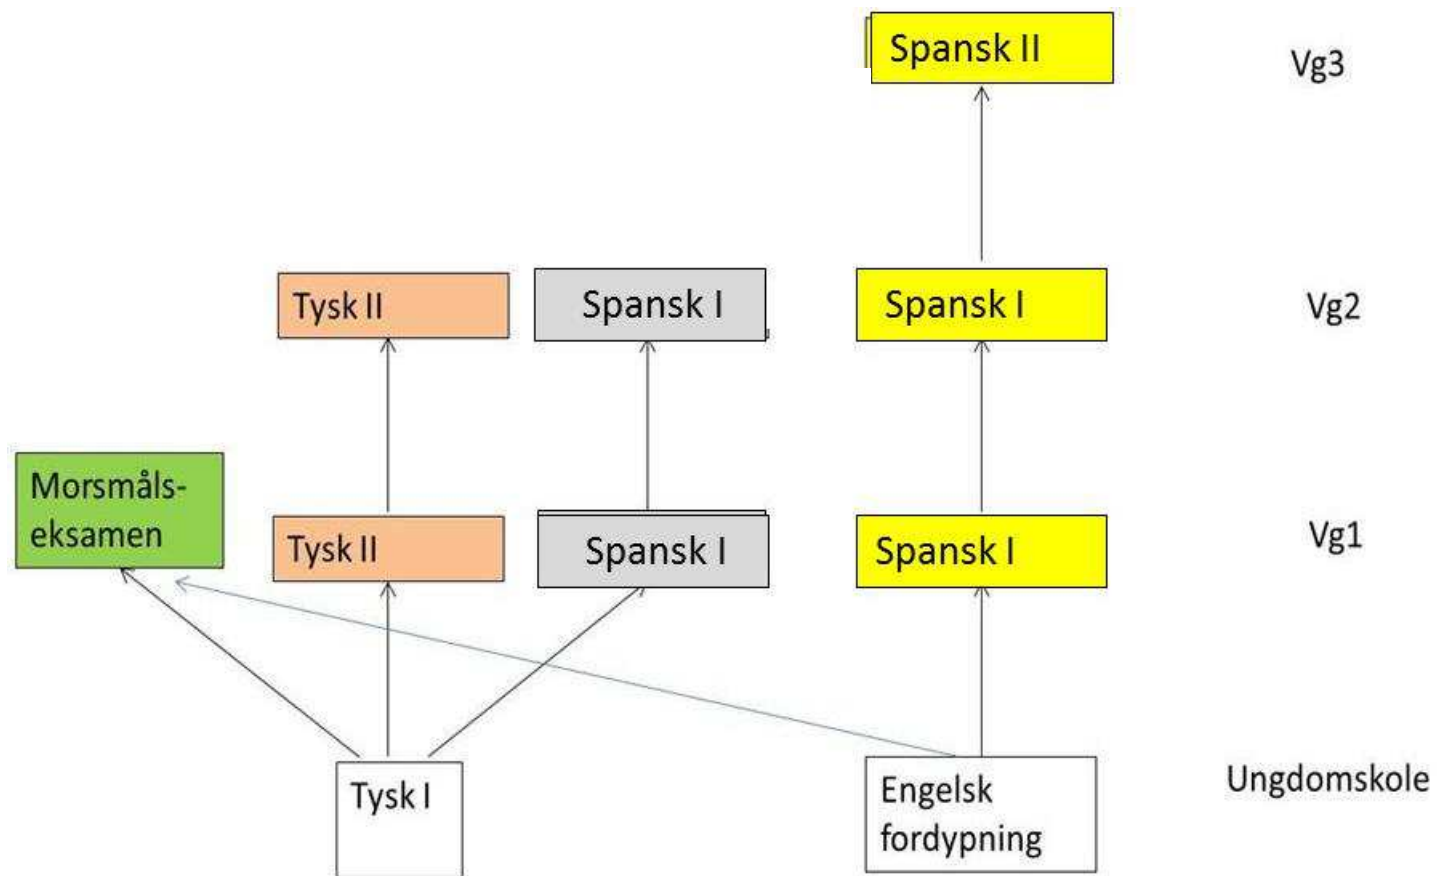 Spansk II
Vg3
Tysk II
Spansk I
Spansk I
Vg2
Morsmåls-
eksamen
Tysk II
Spansk I
Spansk I
Vg1
Tysk I
Engelsk
fordypning
Ungdomskole